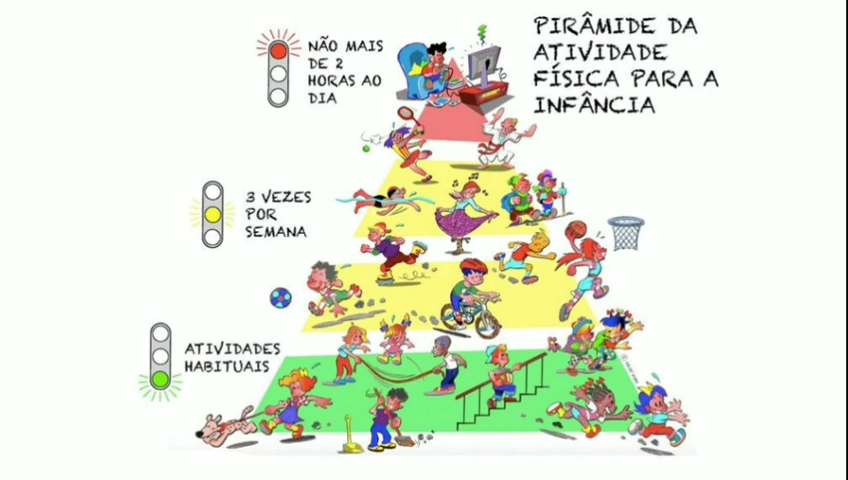 PIRÂMIDE DA
ATIVIDADE
FÍSICA PARA A
INFÂNCIA
NÃO MAIS
DE 2
HORAS AO
DIA
3 VEZES
POR
SEMANA
ATIVIDADES
HABITUAIS